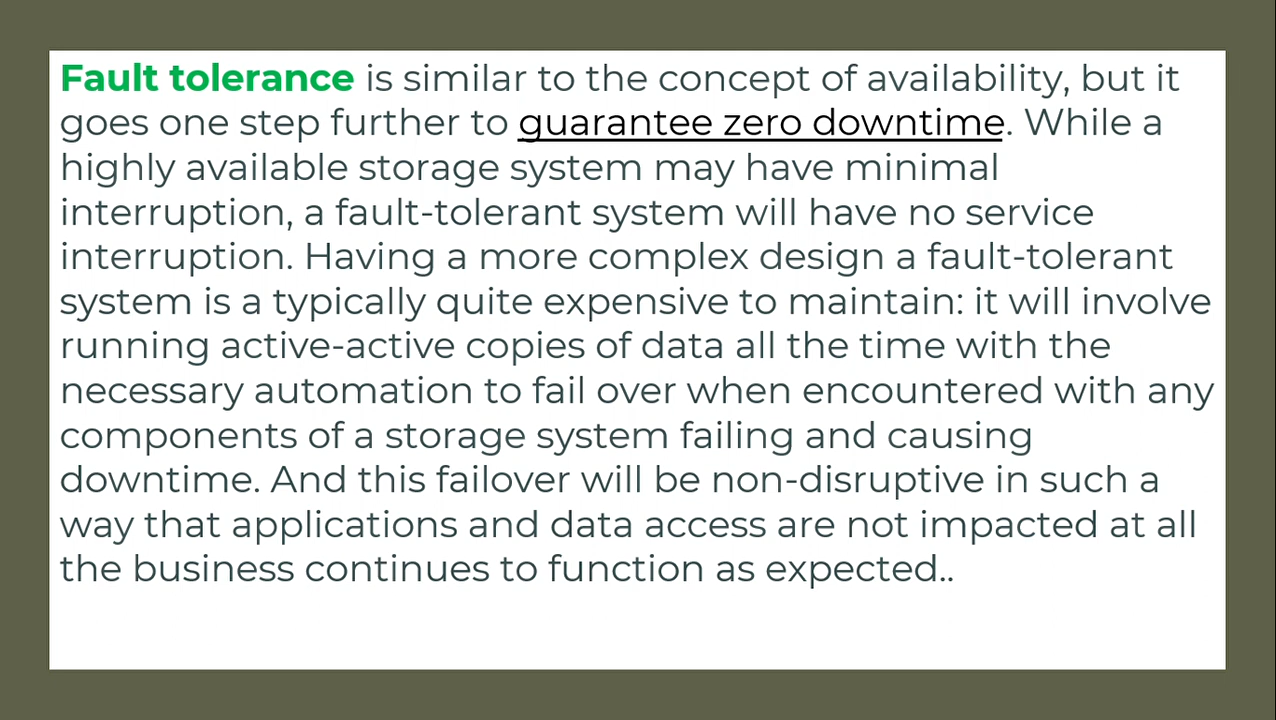 Fault tolerance is similar to the concept of availability, but it
goes one step further to guarantee zero downtime. While a
highly available storage system may have minimal
interruption, a fault-tolerant system will have no service
interruption. Having a more complex design a fault-tolerant
system is a typically quite expensive to maintain: it will involve
running active-active copies of data all the time with the
necessary automation to fail over when encountered with any
components of a storage system failing and causing
downtime. And this failover will be non-disruptive in such a
way that applications and data access are not impacted at all
the business continues to function as expected..